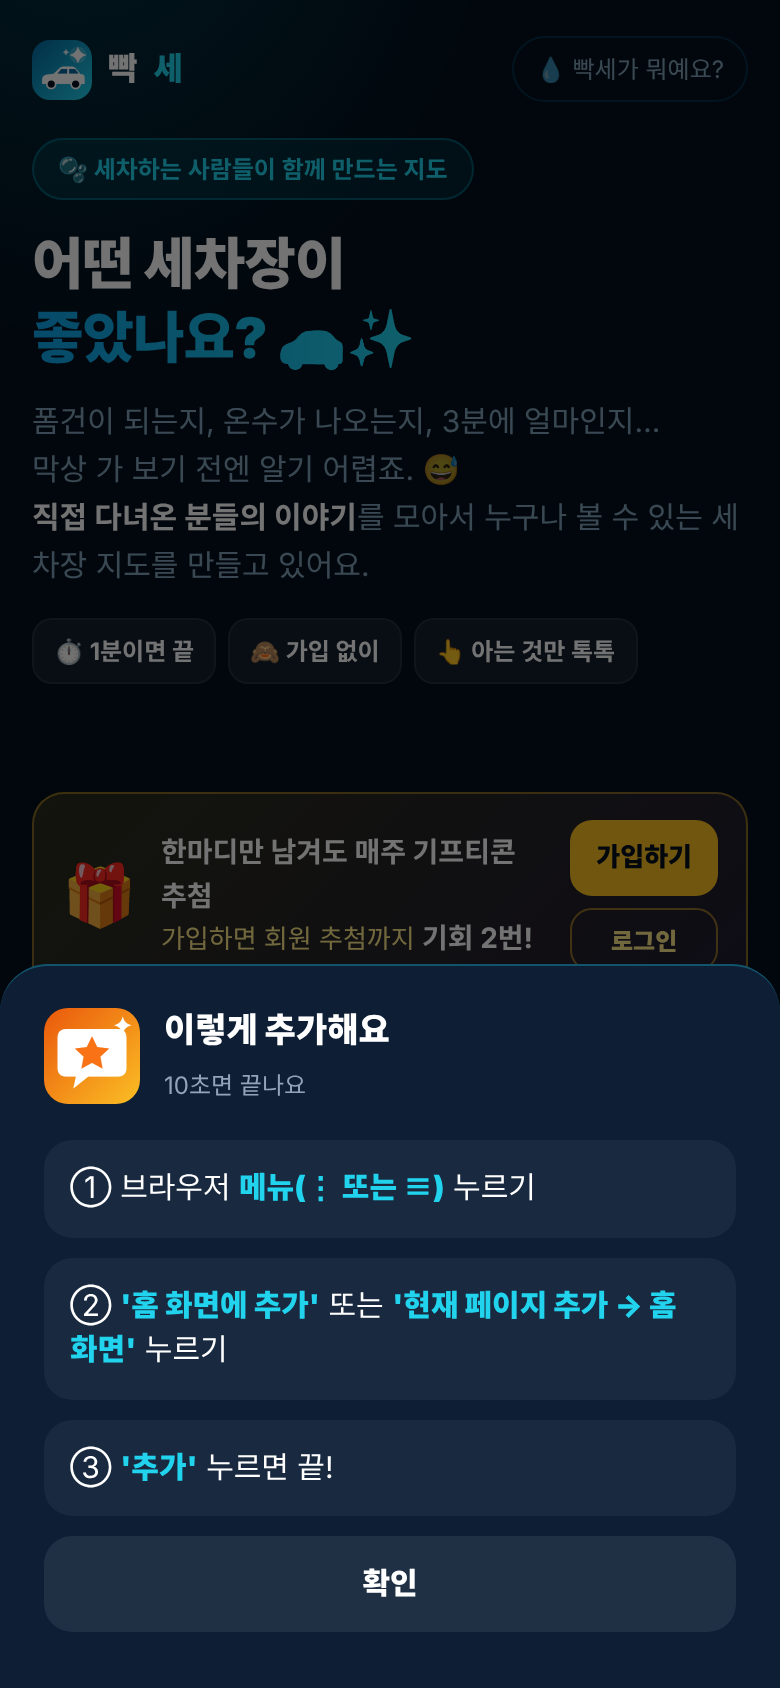 빡 세
💧 빡세가 뭐예요?
🫧 세차하는 사람들이 함께 만드는 지도
어떤 세차장이
좋았나요? 🚗✨
폼건이 되는지, 온수가 나오는지, 3분에 얼마인지...
막상 가 보기 전엔 알기 어렵죠. 😅
직접 다녀온 분들의 이야기를 모아서 누구나 볼 수 있는 세
차장 지도를 만들고 있어요.
⏱️ 1분이면 끝
🙈 가입 없이
👆 아는 것만 톡톡
한마디만 남겨도 매주 기프티콘
추첨
가입하면 회원 추첨까지 기회 2번!
가입하기
로그인
이렇게 추가해요
10초면 끝나요
① 브라우저 메뉴(⋮ 또는 ≡) 누르기
② '홈 화면에 추가' 또는 '현재 페이지 추가 → 홈
화면' 누르기
③ '추가' 누르면 끝!
확인